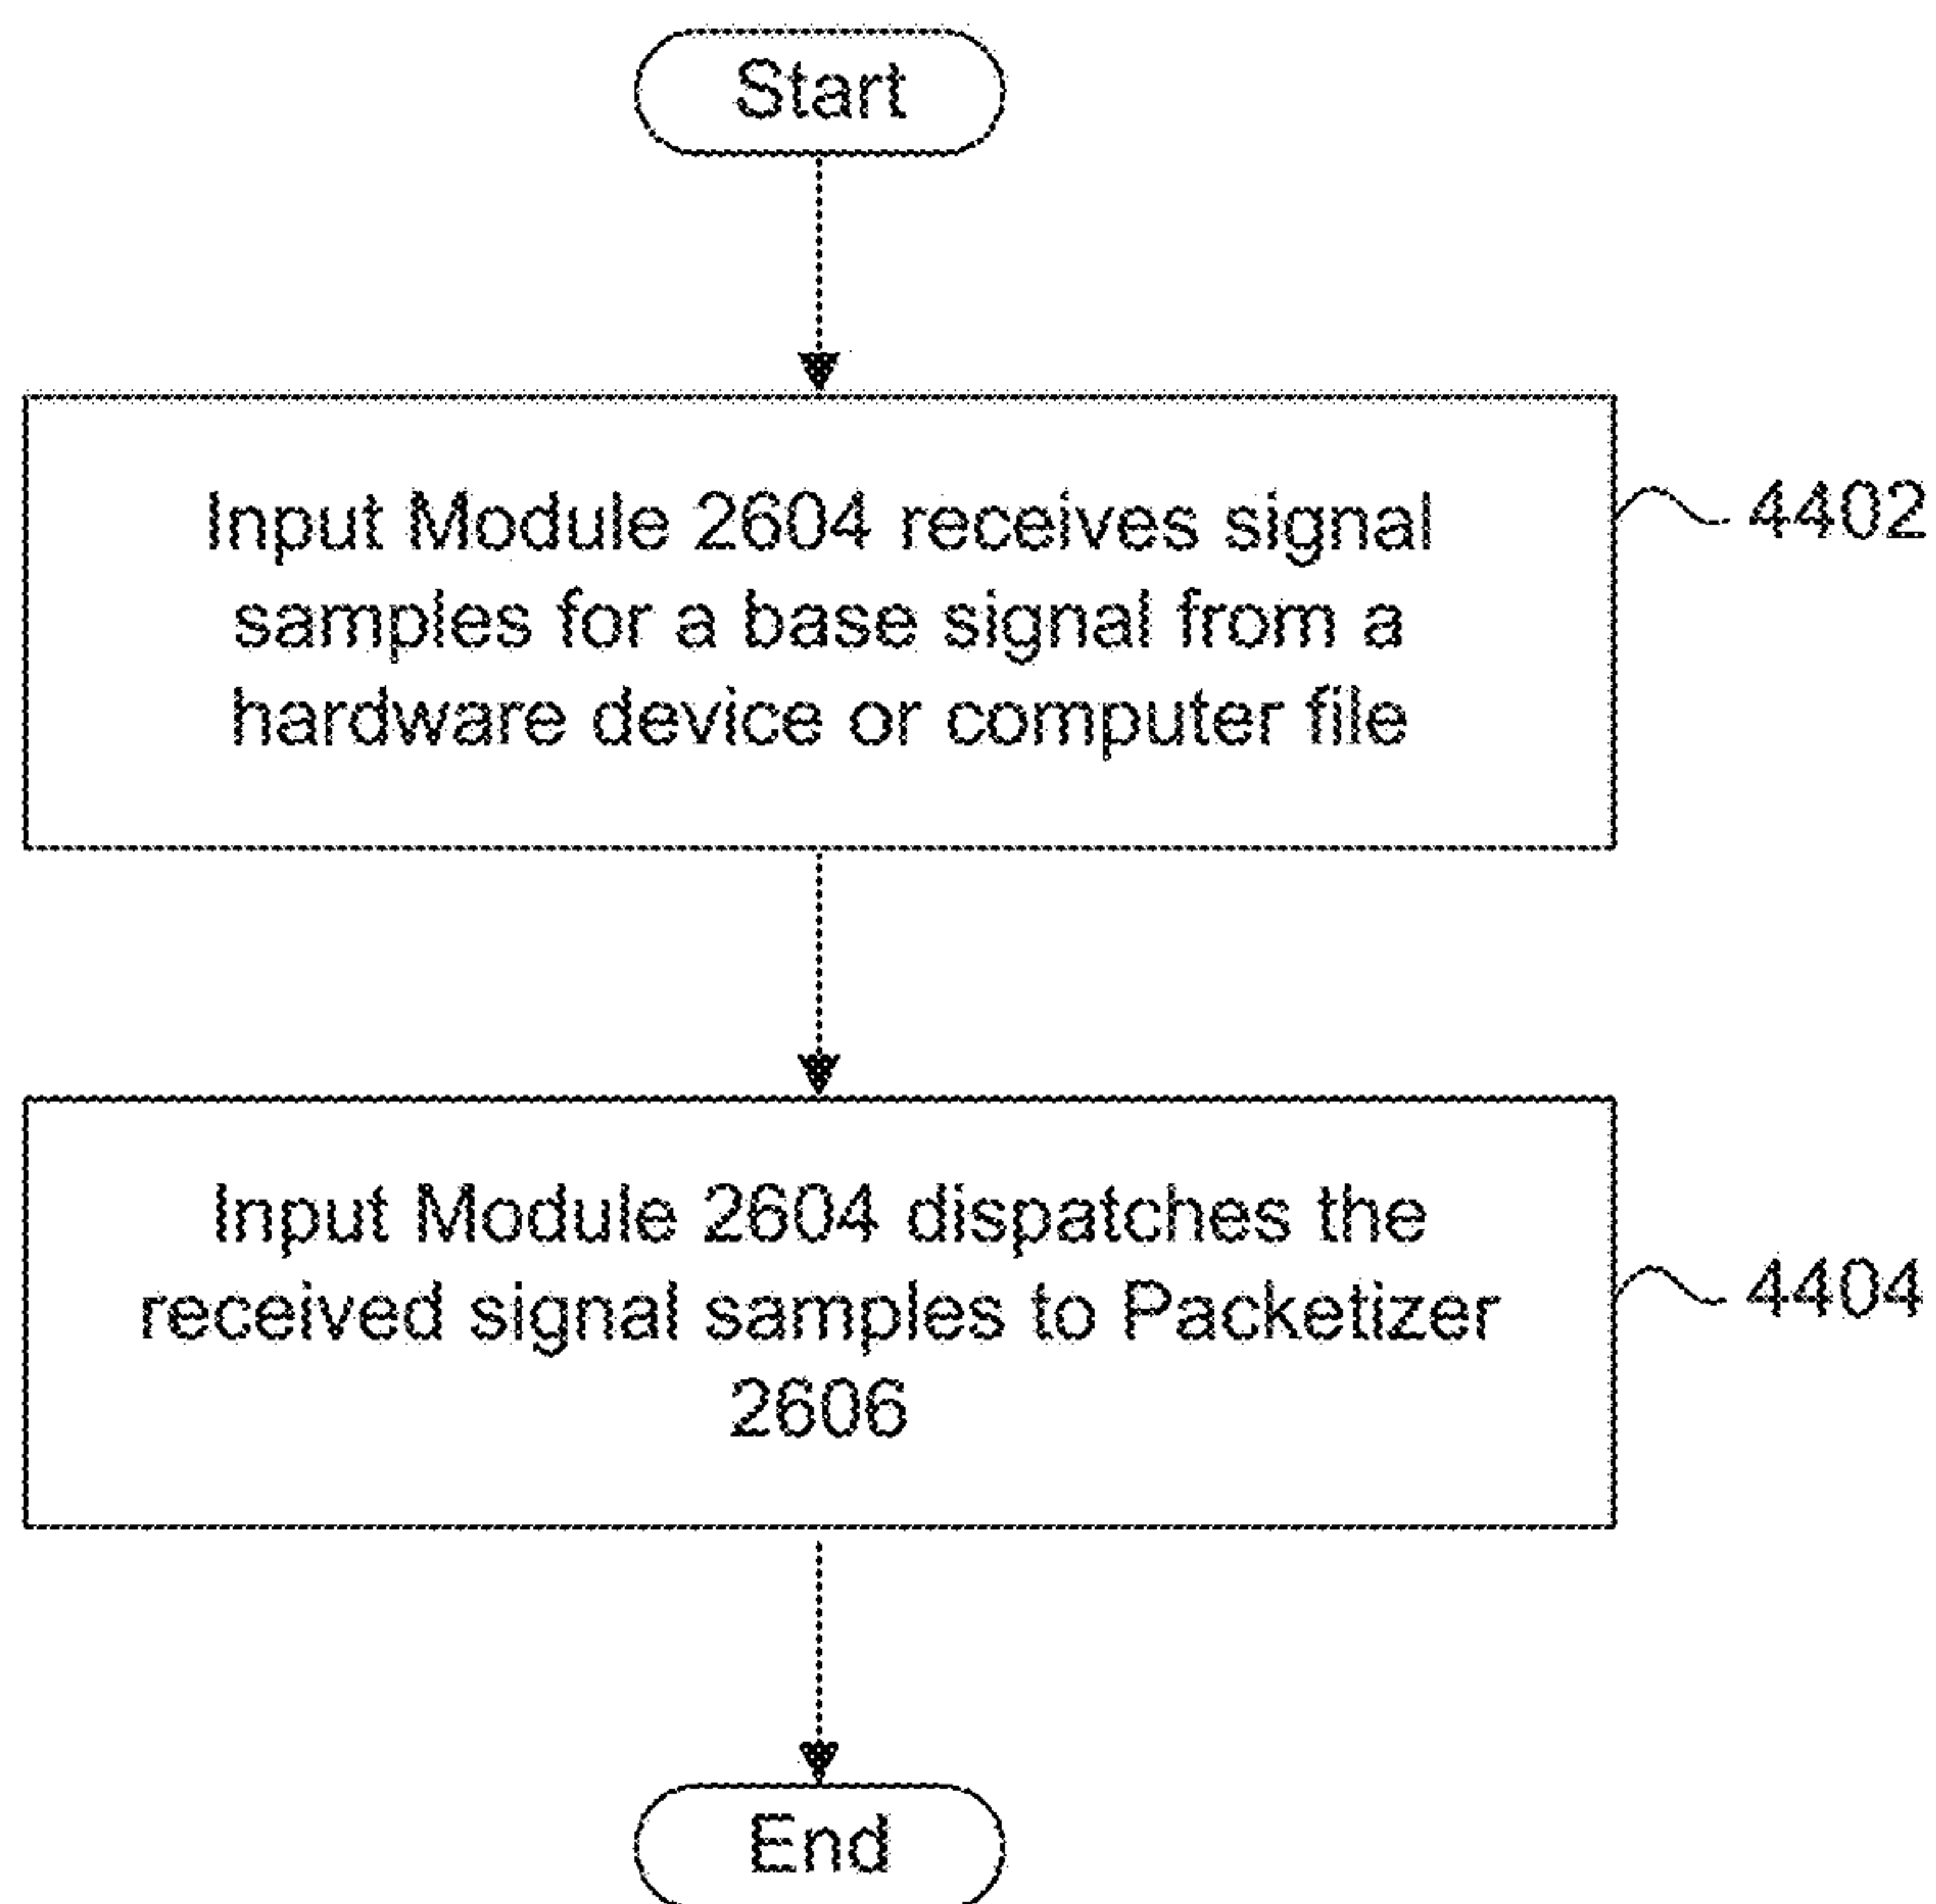 Start
Input Module 2604 receives signal
samples for a base signal from a
hardware device or computer file
4402
Input Module 2604 dispatches the
received signal samples to Packetizer
2606
4404
End